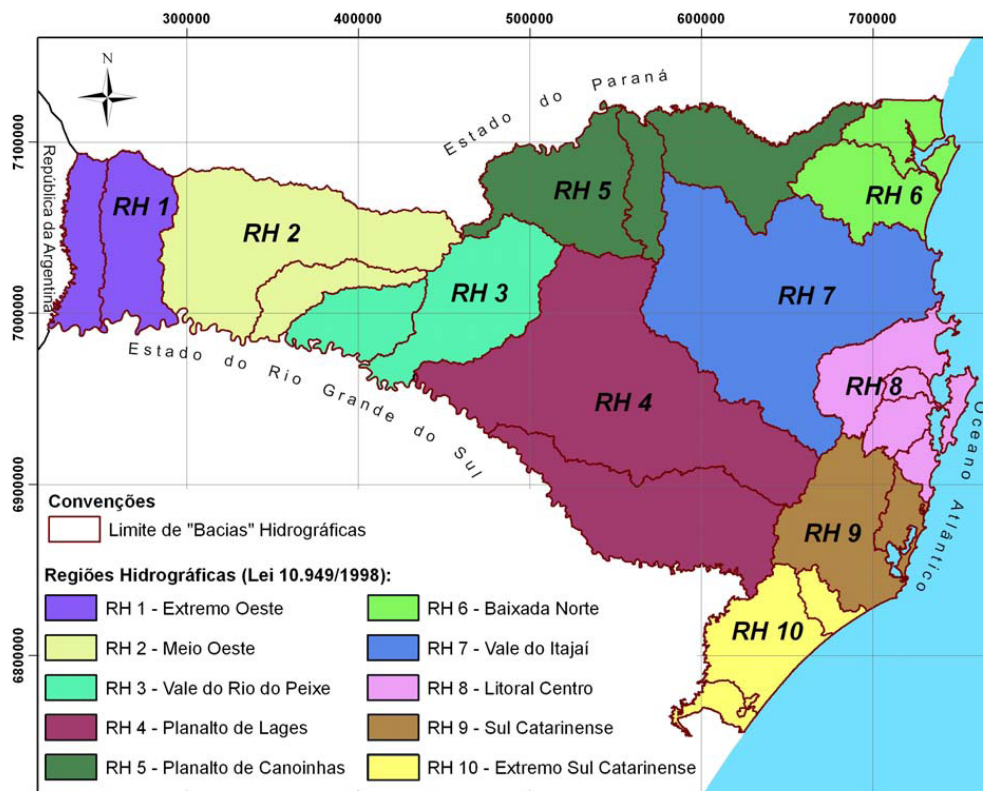 300000 400000 500000 600000 700000
N
Estado do Paraná
7100000
República da Argentina
RH 1
RH 2
RH 5
RH 6
RH 3
RH 7
7000000
Estado do Rio Grande do Sul
RH 8
RH 4
Oceano Atlântico
6900000
Convenções
Limite de "Bacias" Hidrográficas
RH 9
Regiões Hidrográficas (Lei 10.949/1998):
RH 1 - Extremo Oeste
RH 6 - Baixada Norte
RH 10
RH 2 - Meio Oeste
RH 7 - Vale do Itajaí
6800000
RH 3 - Vale do Rio do Peixe
RH 8 - Litoral Centro
RH 4 - Planalto de Lages
RH 9 - Sul Catarinense
RH 5 - Planalto de Canoinhas
RH 10 - Extremo Sul Catarinense